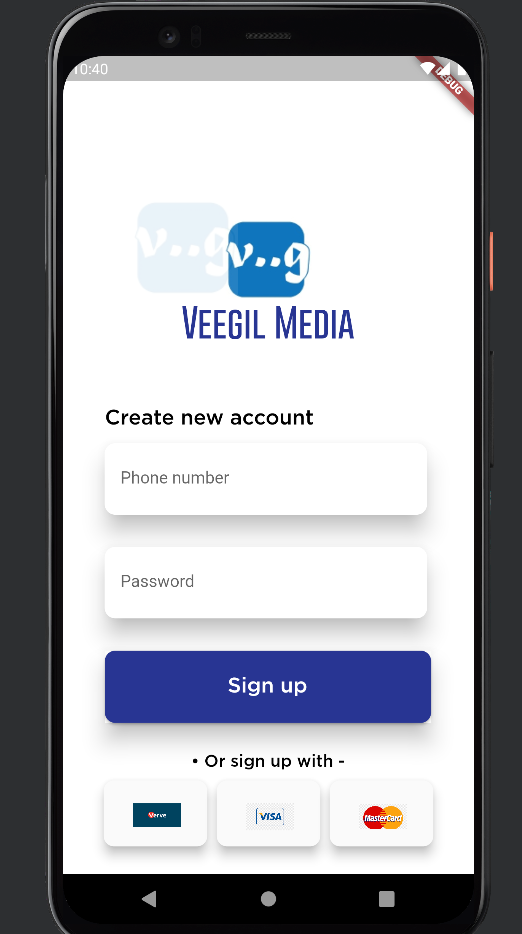 10:40
DEBUG
v..g
v..g
Veegil Media
Create new account
Phone number
Password
Sign up
• Or sign up with -
Verve
VISA
MasterCard